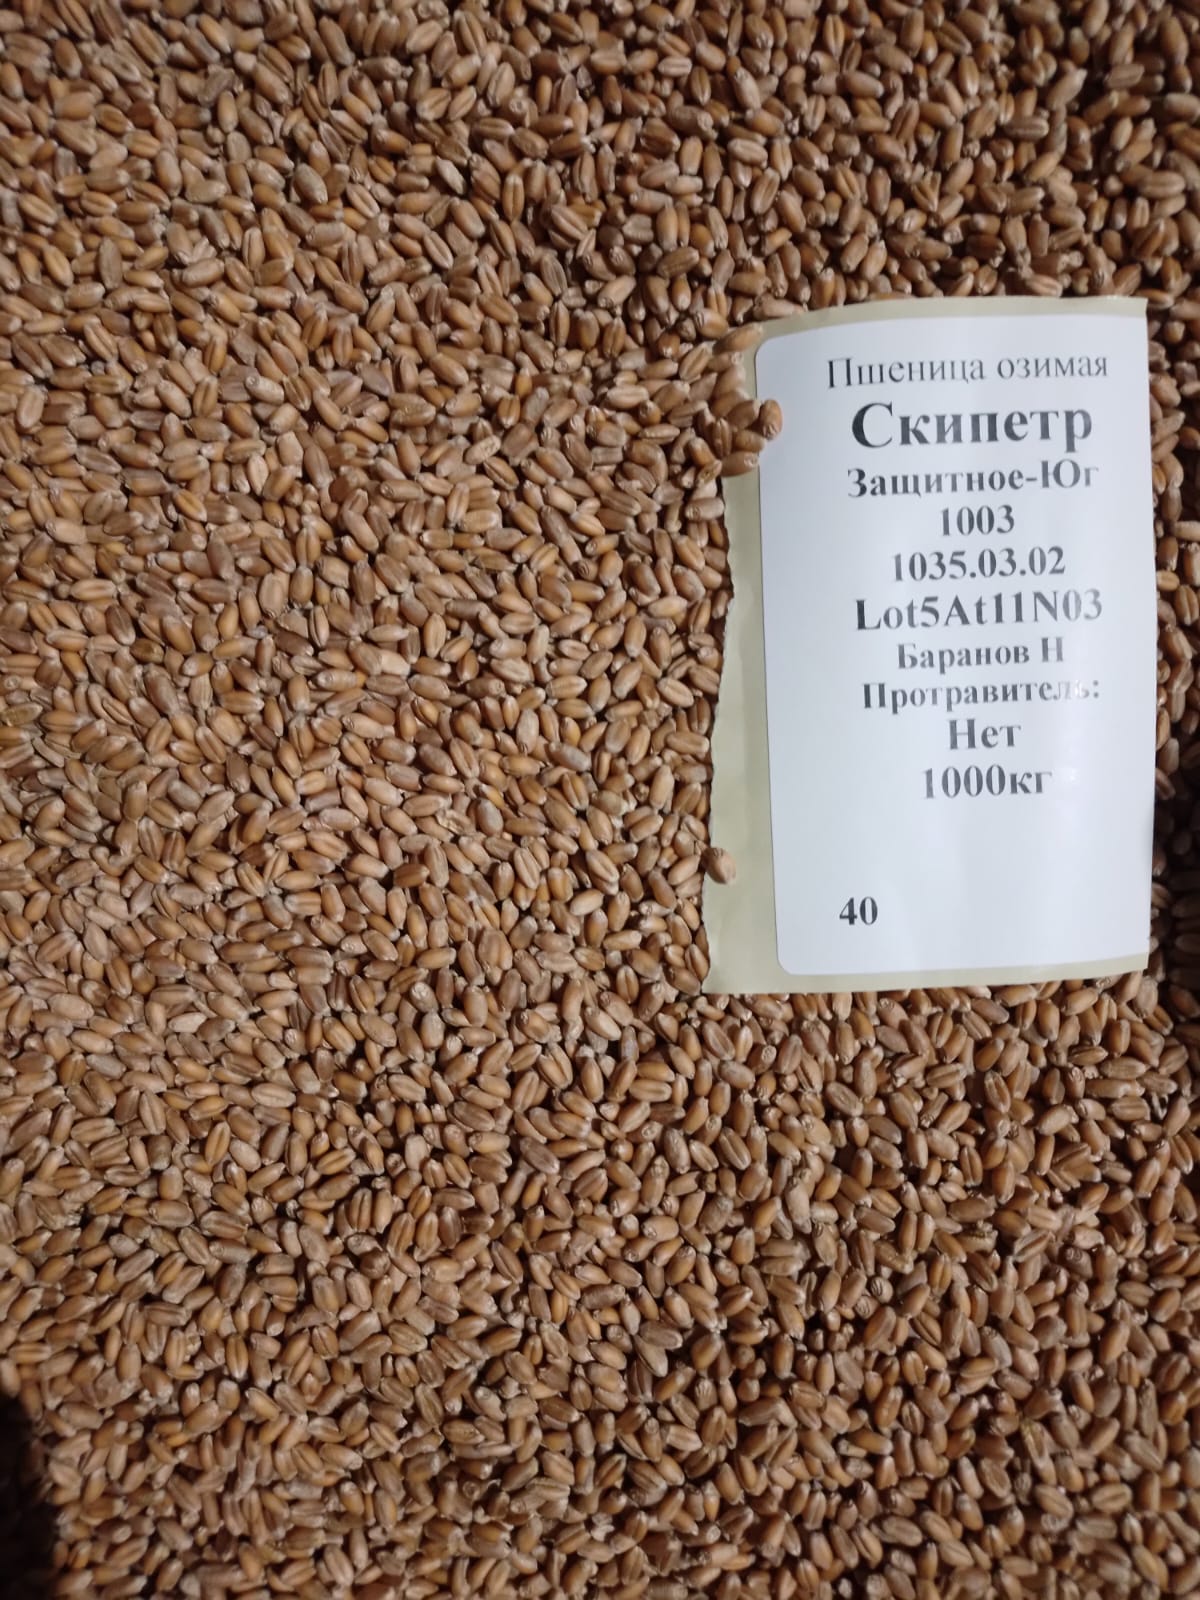 Пшеница озимая
Скипетр
Защитное-Юг
1003
1035.03.02
Lot5At11N03
Баранов Н
Протравитель:
Нет
1000кг
40